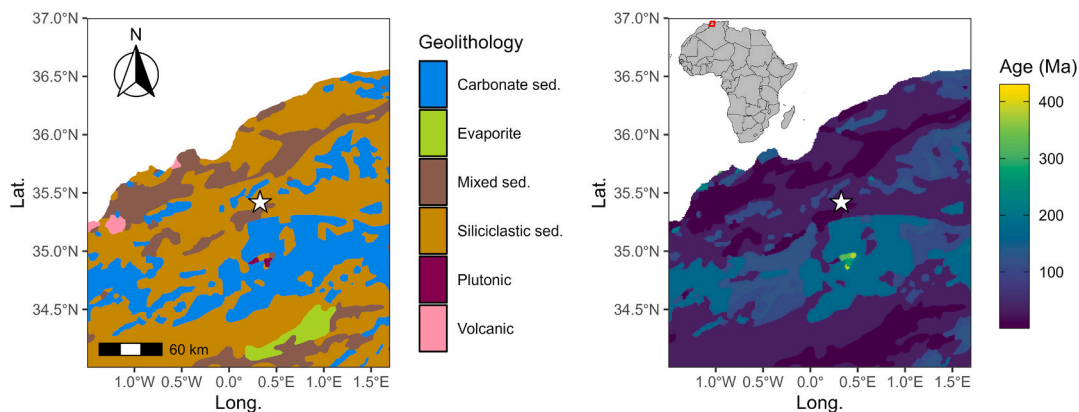 37.0°N
36.5°N
36.0°N
35.5°N
35.0°N
34.5°N
Lat.
N
60 km
1.0°W 0.5°W 0.0° 0.5°E 1.0°E 1.5°E
Long.
Geolithology
Carbonate sed.
Evaporite
Mixed sed.
Siliciclastic sed.
Plutonic
Volcanic
37.0°N
36.5°N
36.0°N
35.5°N
35.0°N
34.5°N
Lat.
1.0°W 0.5°W 0.0° 0.5°E 1.0°E 1.5°E
Long.
Age (Ma)
400
300
200
100